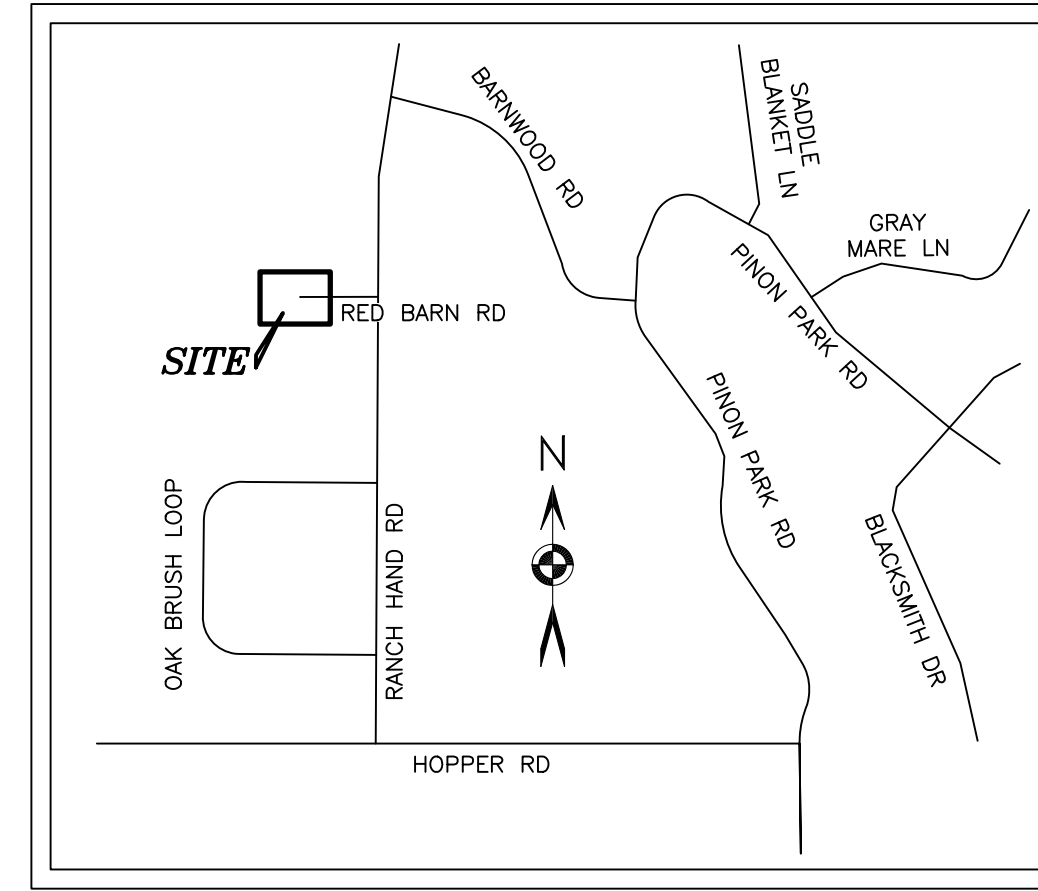 BARNWOOD RD
SADDLE
BLANKET LN
GRAY
MARE LN
PINON PARK RD
RED BARN RD
SITE
PINON PARK RD
N
OAK BRUSH LOOP
RANCH HAND RD
BLACKSMITH DR
HOPPER RD